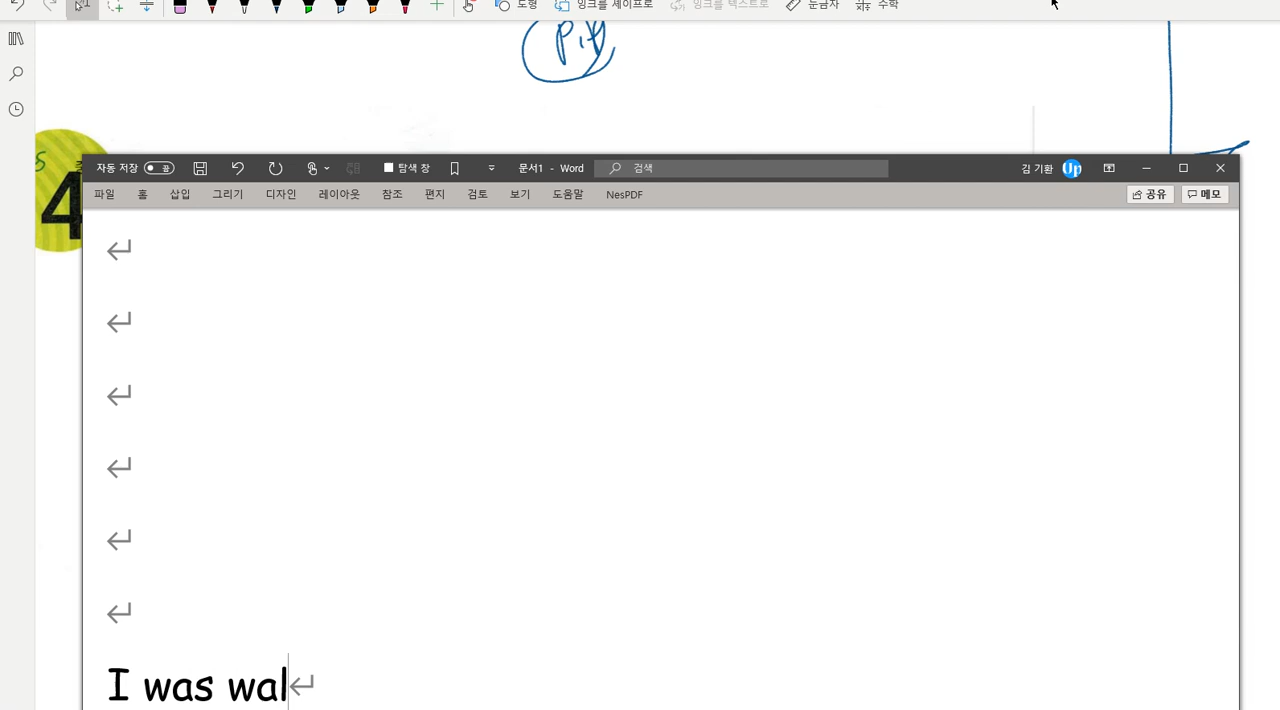 도형 잉크를 셰이프로 잉크를 텍스트로 눈금자 수학
P.P
S
4
자동 저장 끔 탐색 창 문서1 - Word 검색 김 기환 Up
파일 홈 삽입 그리기 디자인 레이아웃 참조 편지 검토 보기 도움말 NesPDF 공유 메모
I was wal